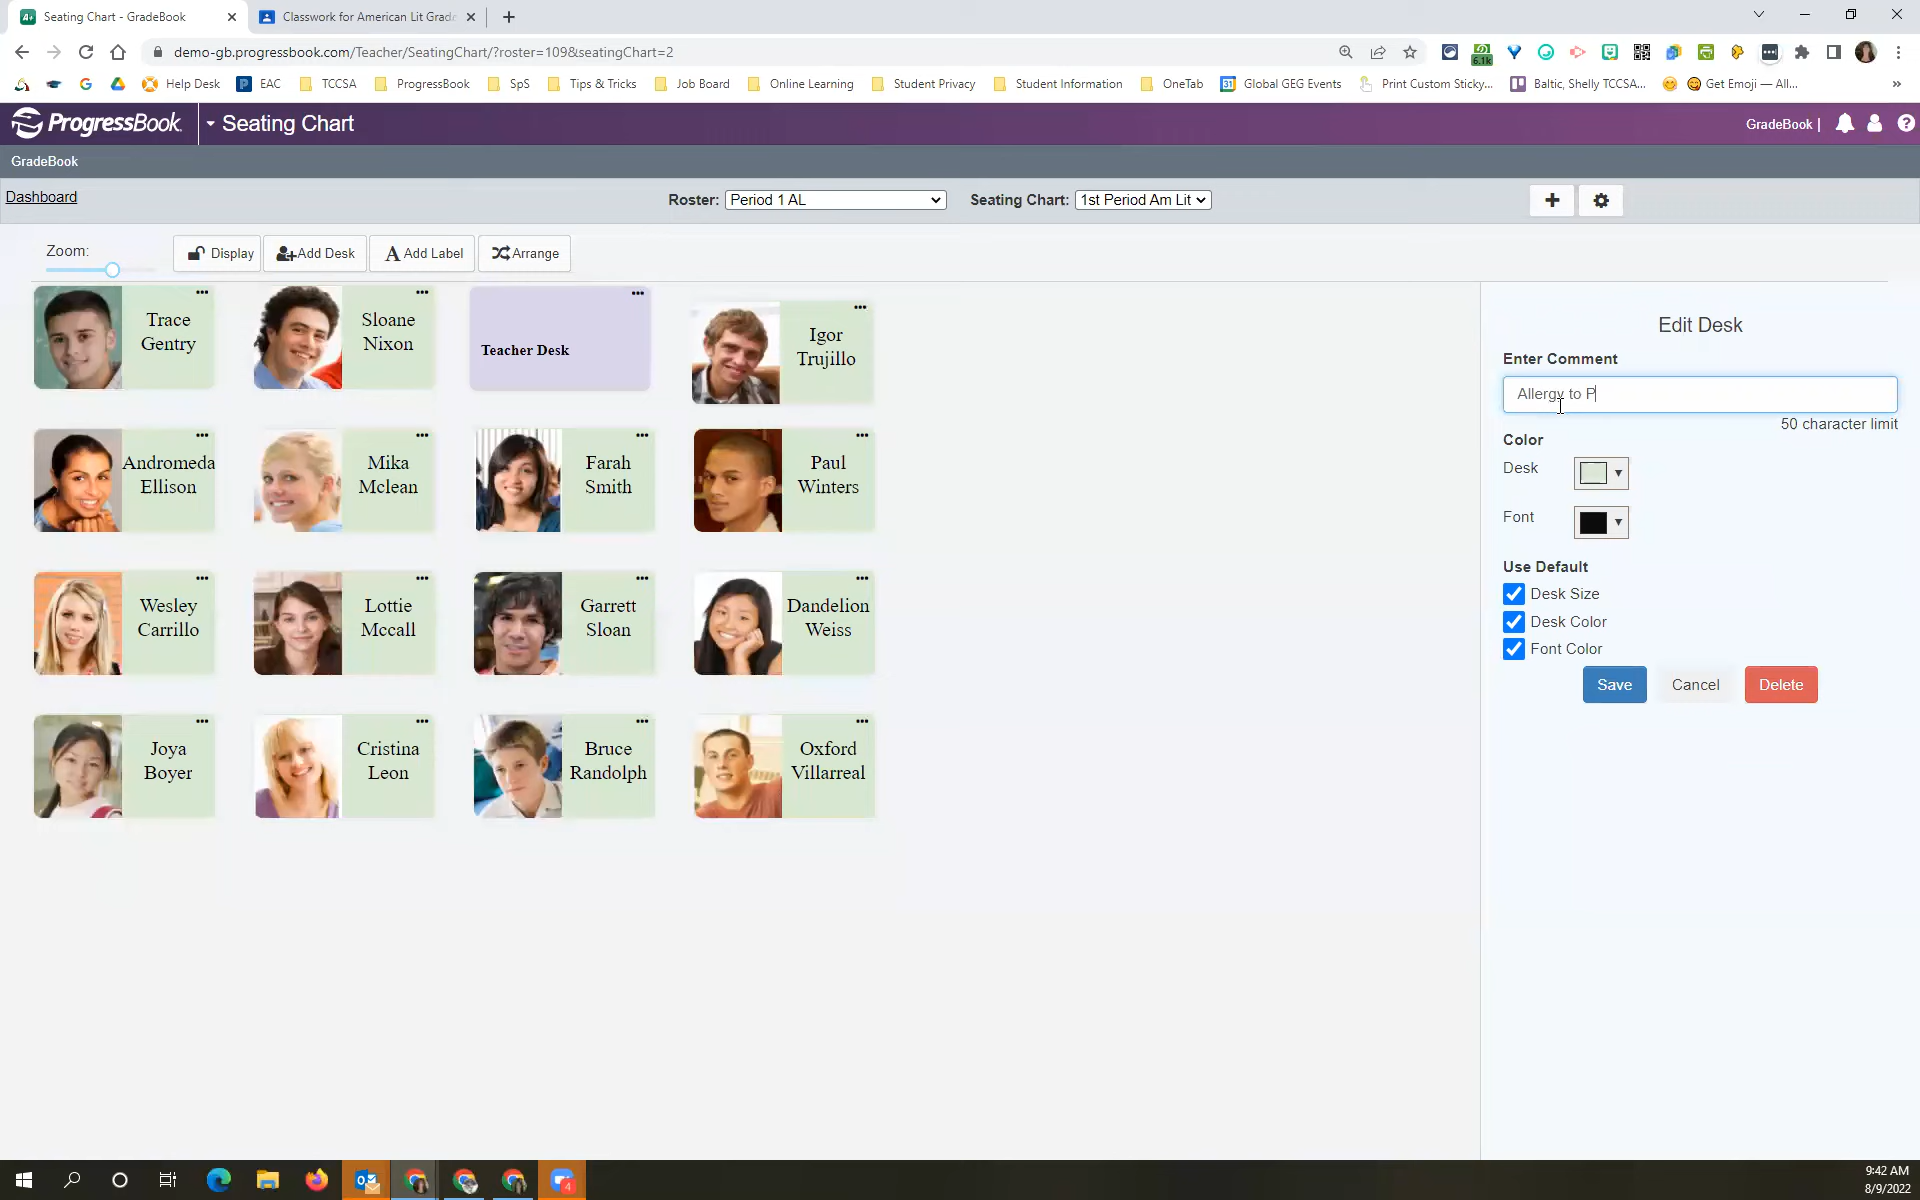 Seating Chart - GradeBook
Classwork for American Lit Grade
demo-gb.progressbook.com/Teacher/SeatingChart/?roster=109&seatingChart=2
6.1k
Help Desk
EAC
TCCSA
ProgressBook
SpS
Tips & Tricks
Job Board
Online Learning
Student Privacy
Student Information
OneTab
Global GEG Events
Print Custom Sticky...
Baltic, Shelly TCCSA...
Get Emoji — All...
»
ProgressBook
Seating Chart
GradeBook |
GradeBook
Dashboard
Roster:
Period 1 AL
Seating Chart:
1st Period Am Lit
Zoom:
Display
Add Desk
A Add Label
Arrange
Trace
Gentry
Sloane
Nixon
Teacher Desk
Igor
Trujillo
Andromeda
Ellison
Mika
Mclean
Farah
Smith
Paul
Winters
Wesley
Carrillo
Lottie
Mccall
Garrett
Sloan
Dandelion
Weiss
Joya
Boyer
Cristina
Leon
Bruce
Randolph
Oxford
Villarreal
Edit Desk
Enter Comment
Allergy to P
50 character limit
Color
Desk
Font
Use Default
Desk Size
Desk Color
Font Color
Save
Cancel
Delete
9:42 AM
8/9/2022